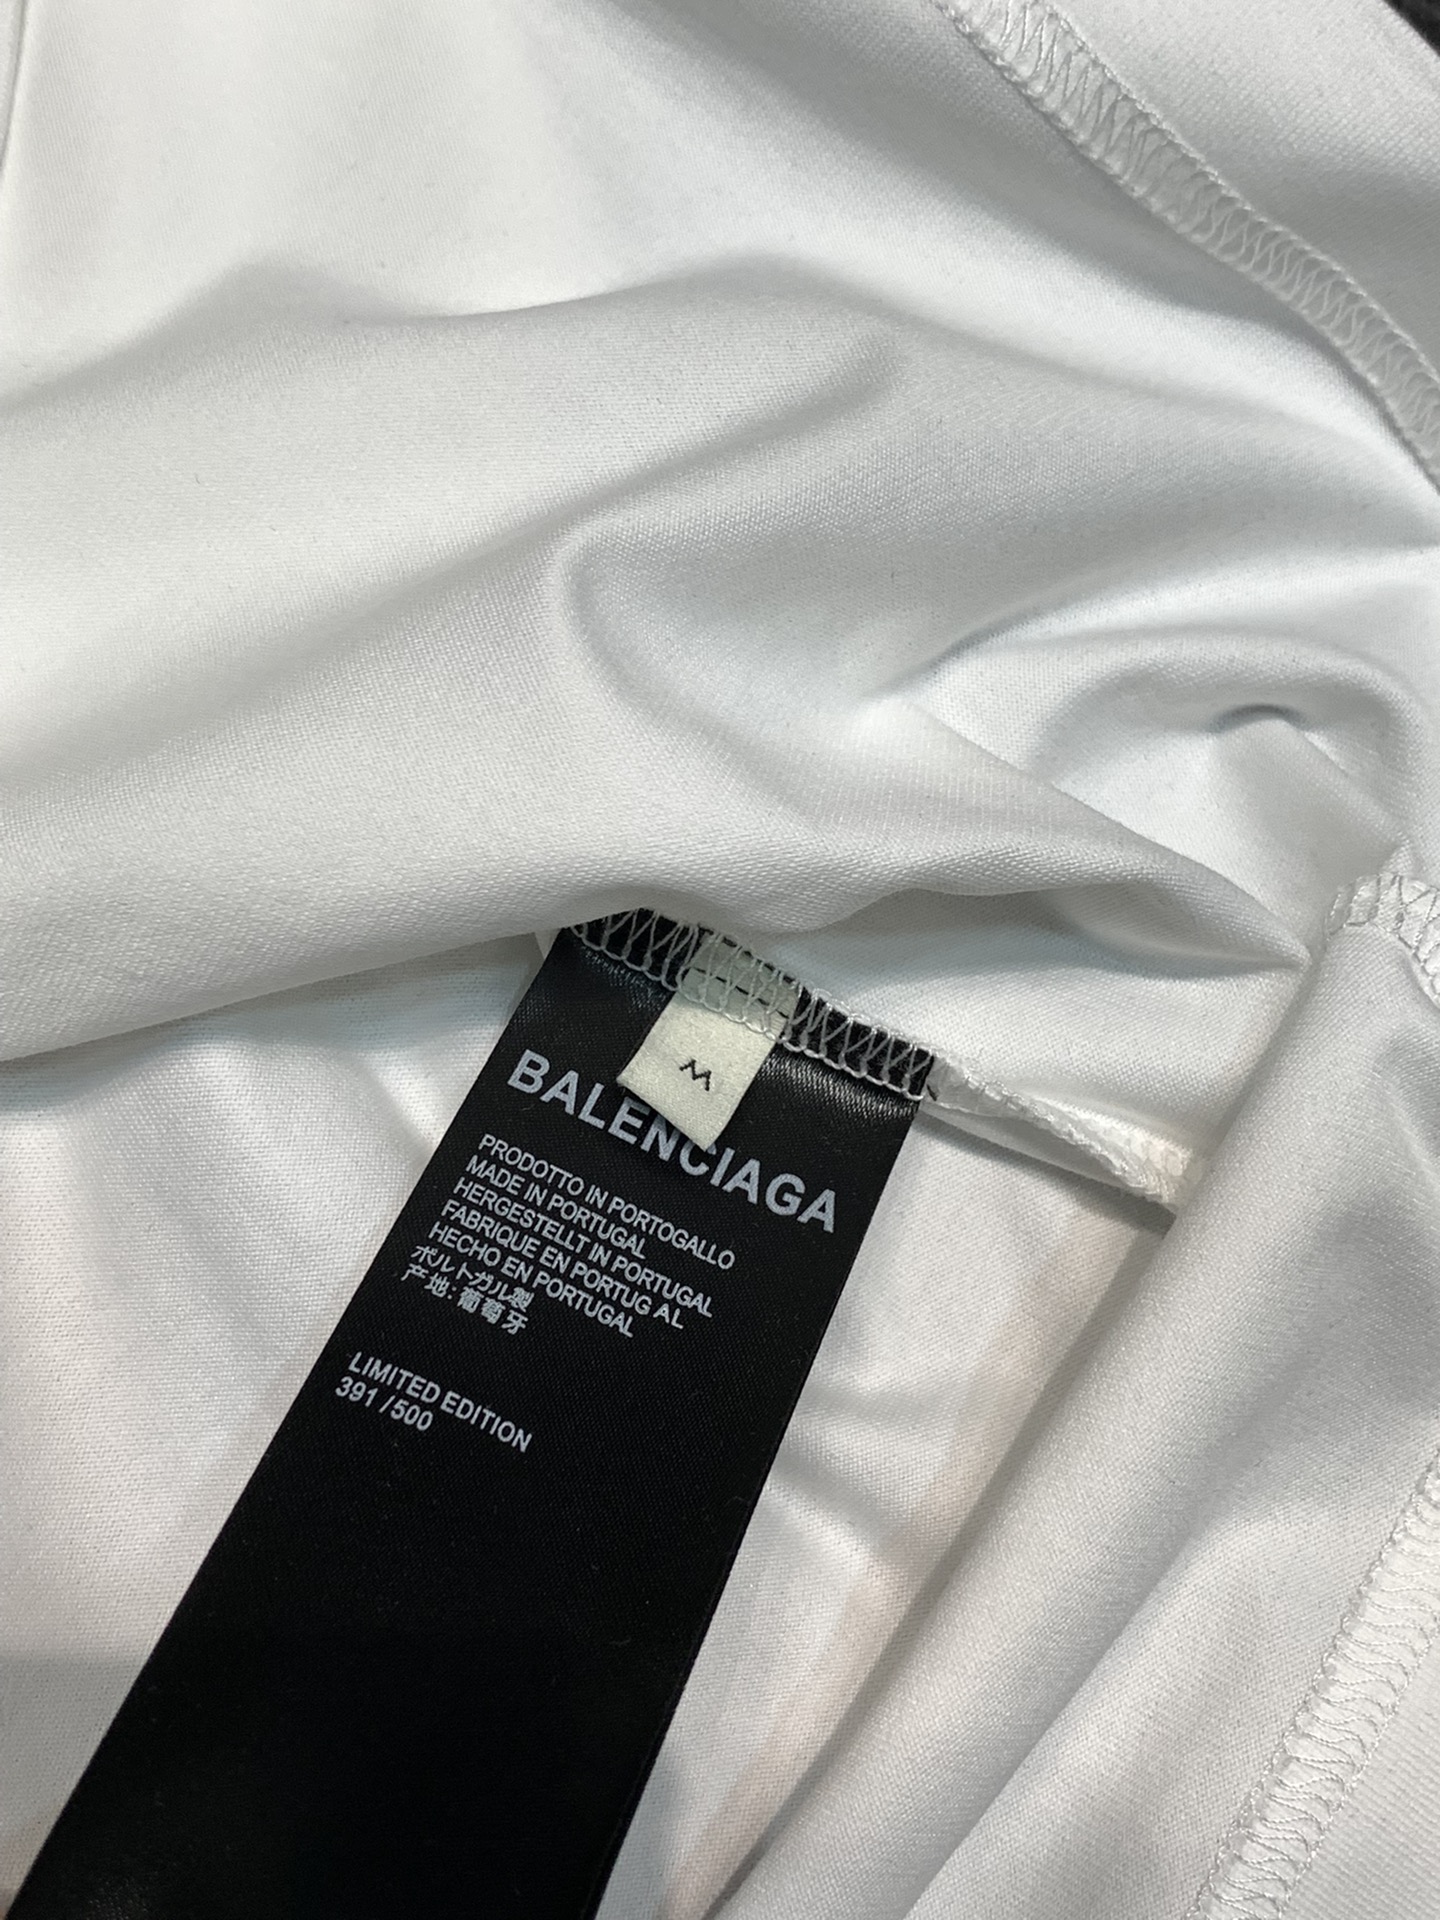 M
BALENCIAGA
PRODOTTO IN PORTOGALLO
MADE IN PORTUGAL
HERGESTELLT IN PORTUGAL
FABRIQUE EN PORTUG AL
HECHO EN PORTUGAL
ポルトガル製
产地:葡萄牙
LIMITED EDITION
391/500